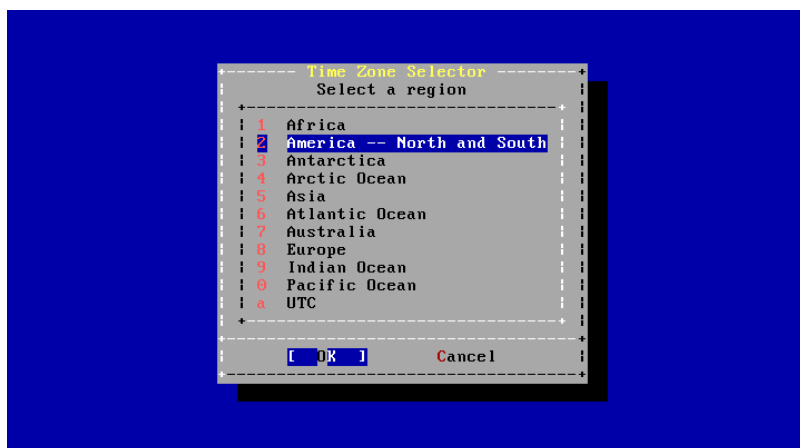 Time Zone Selector
Select a region
1 Africa
2 America -- North and South
3 Antarctica
4 Arctic Ocean
5 Asia
6 Atlantic Ocean
7 Australia
8 Europe
9 Indian Ocean
0 Pacific Ocean
a UTC
[ OK ] Cancel